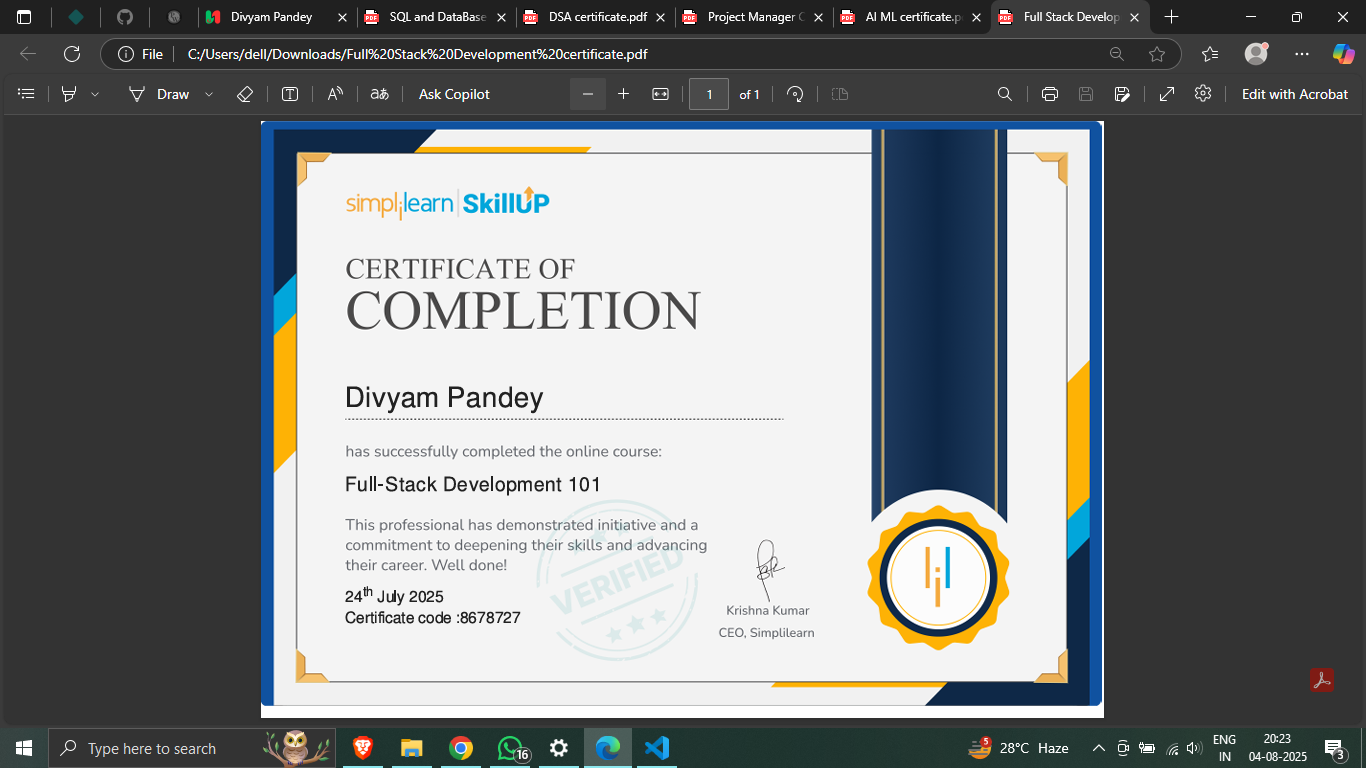 Divyam Pandey
SQL and DataBase
DSA certificate.pdf
Project Manager C
AI ML certificate.p
Full Stack Develop
File
C:/Users/dell/Downloads/Full%20Stack%20Development%20certificate.pdf
Draw
Ask Copilot
1
of 1
Edit with Acrobat
simplilearn | SkillUP
CERTIFICATE OF
COMPLETION
Divyam Pandey
has successfully completed the online course:
Full-Stack Development 101
This professional has demonstrated initiative and a
commitment to deepening their skills and advancing
their career. Well done!
VERIFIED
24th July 2025
Certificate code :8678727
Krishna Kumar
CEO, Simplilearn
Type here to search
16
5
28°C Haze
ENG
IN
20:23
04-08-2025
3